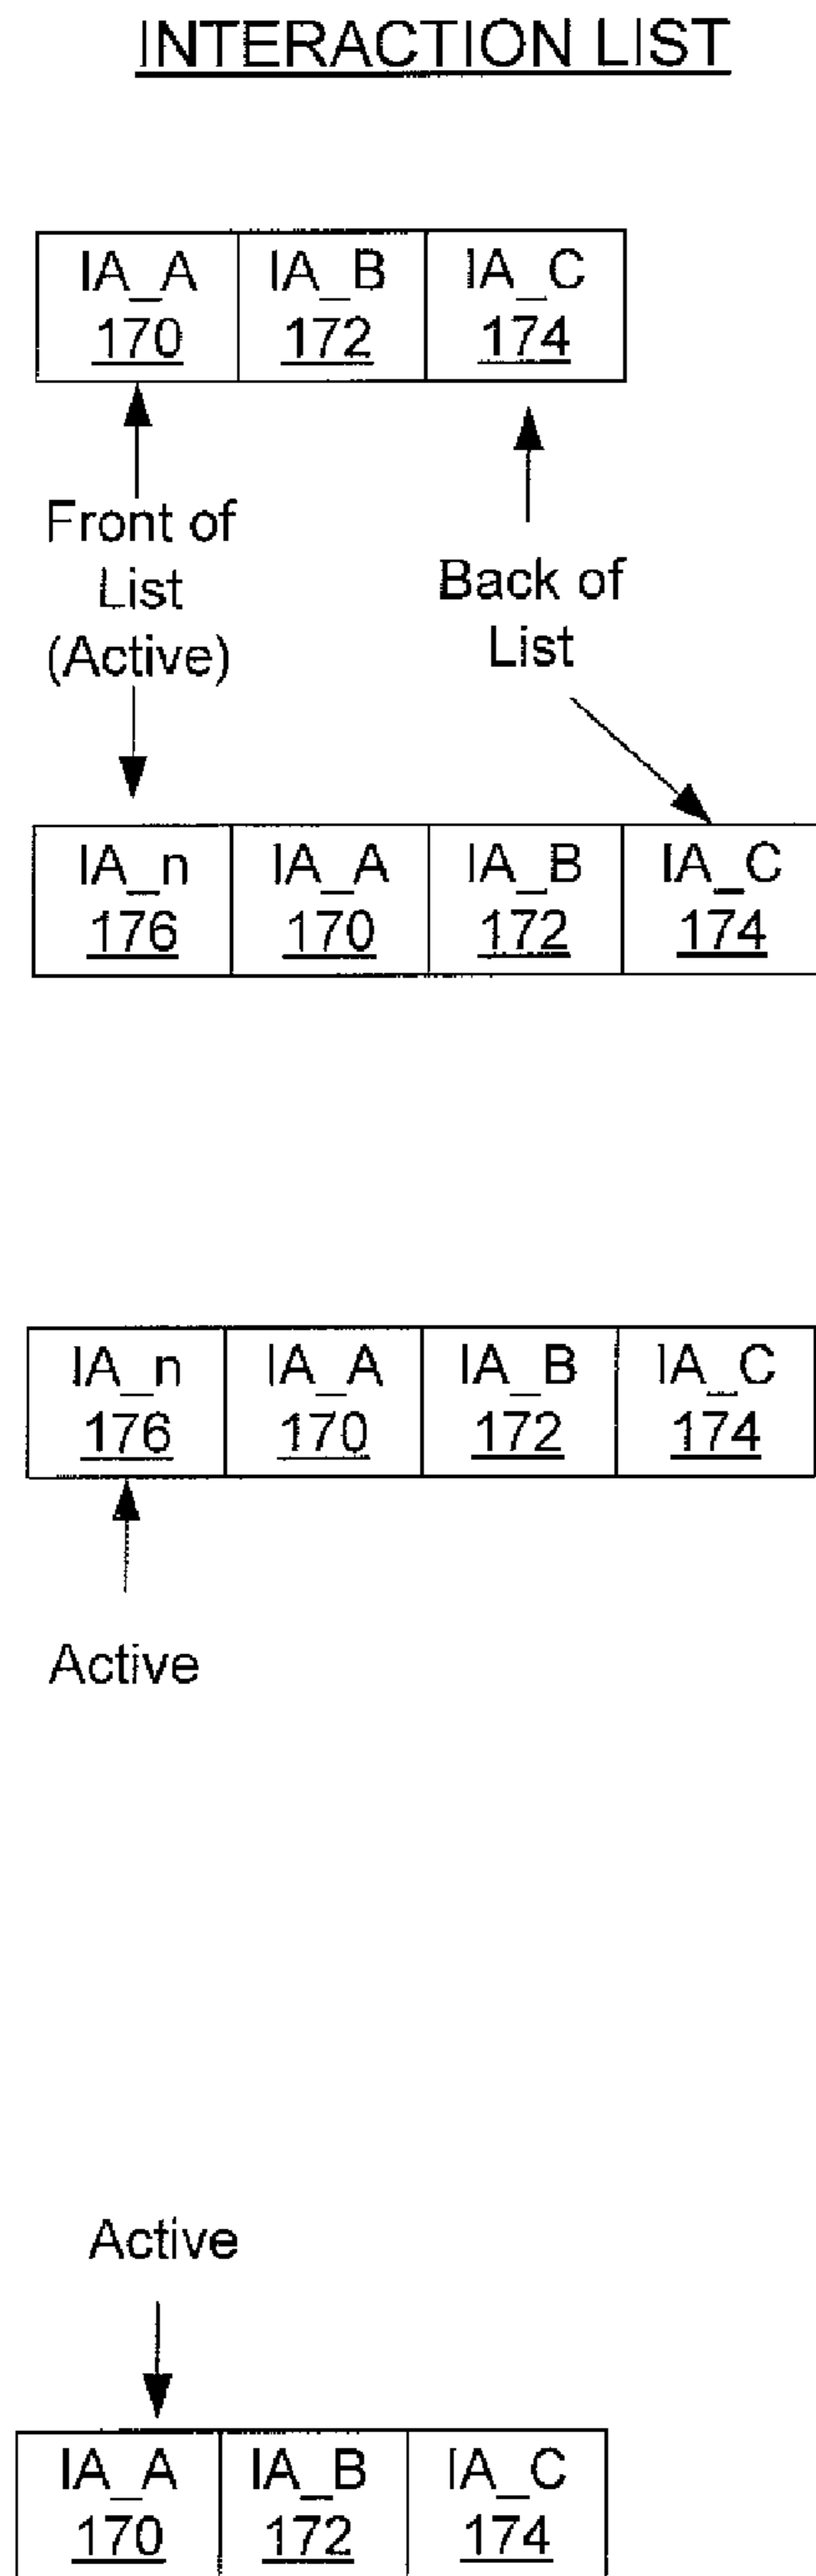 INTERACTION LIST
IA_A IA_B IA_C
170 172 174
Front of
List
(Active)
Back of
List
IA_n IA_A IA_B IA_C
176 170 172 174
IA_n IA_A IA_B IA_C
176 170 172 174
Active
Active
IA_A IA_B IA_C
170 172 174